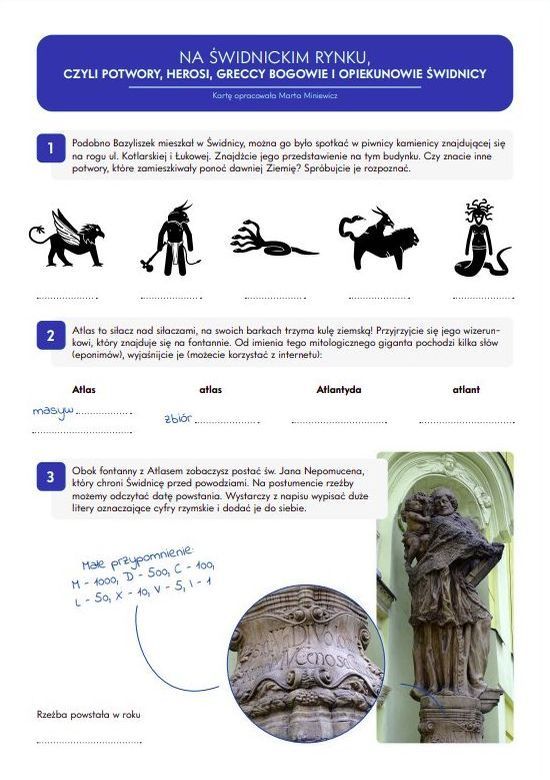 NA ŚWIDNICKIM RYNKU,
CZYLI POTWORY, HEROSI, GRECCY BOGOWIE I OPIEKUNOWIE ŚWIDNICY
Kartę opracowała Marta Miniewicz
1
Podobno Bazyliszek mieszkał w Świdnicy, można go było spotkać w piwnicy kamienicy znajdującej się
na rogu ul. Kotlarskiej i Łukowej. Znajdźcie jego przedstawienie na tym budynku. Czy znacie inne
potwory, które zamieszkiwały ponoć dawniej Ziemię? Spróbujcie je rozpoznać.
2
Atlas to siłacz nad siłaczami, na swoich barkach trzyma kulę ziemską! Przyjrzyjcie się jego wizerun-
kowi, który znajduje się na fontannie. Od imienia tego mitologicznego giganta pochodzi kilka słów
(eponimów), wyjaśnijcie je (możecie korzystać z internetu):
Atlas atlas Atlantyda atlant
masyw
zbiór
3
Obok fontanny z Atlasem zobaczysz postać św. Jana Nepomucena,
który chroni Świdnicę przed powodziami. Na postumencie rzeźby
możemy odczytać datę powstania. Wystarczy z napisu wypisać duże
litery oznaczające cyfry rzymskie i dodać je do siebie.
Małe przypomnienie:
M - 1000, D - 500, C - 100,
L - 50, X - 10, V - 5, I - 1
Rzeźba powstała w roku